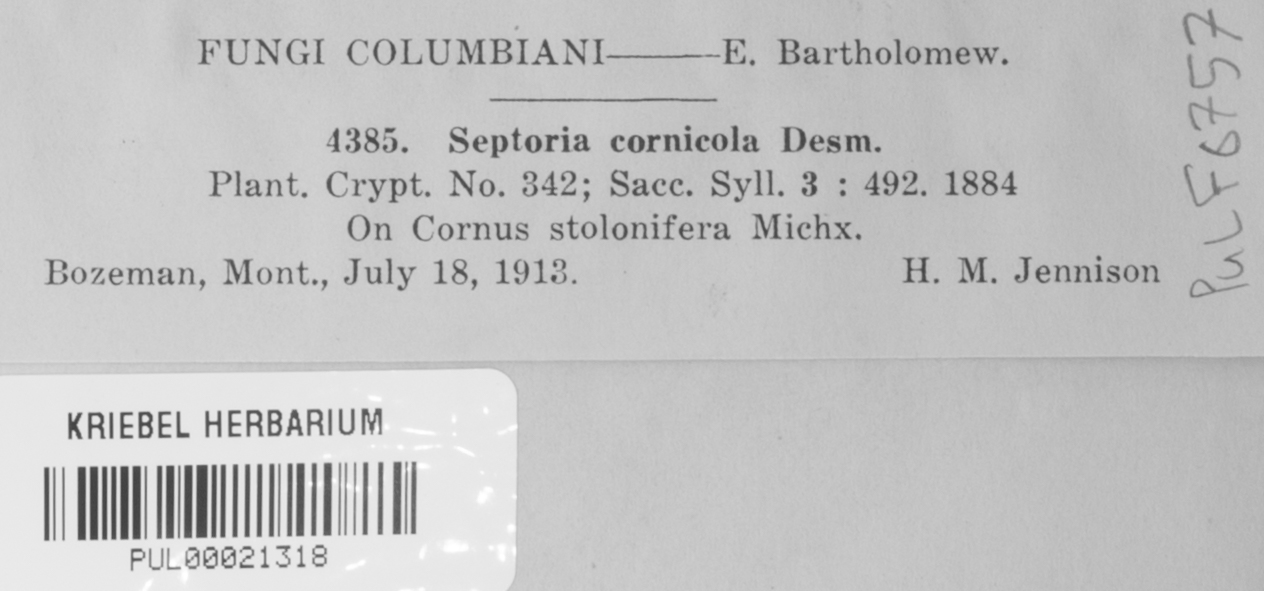 FUNGI COLUMBIANI——E. Bartholomew.
4385. Septoria cornicola Desm.
Plant. Crypt. No. 342; Sacc. Syll. 3 : 492. 1884
On Cornus stolonifera Michx.
Bozeman, Mont., July 18, 1913. H. M. Jennison
PUL F6757
KRIEBEL HERBARIUM
PUL00021318